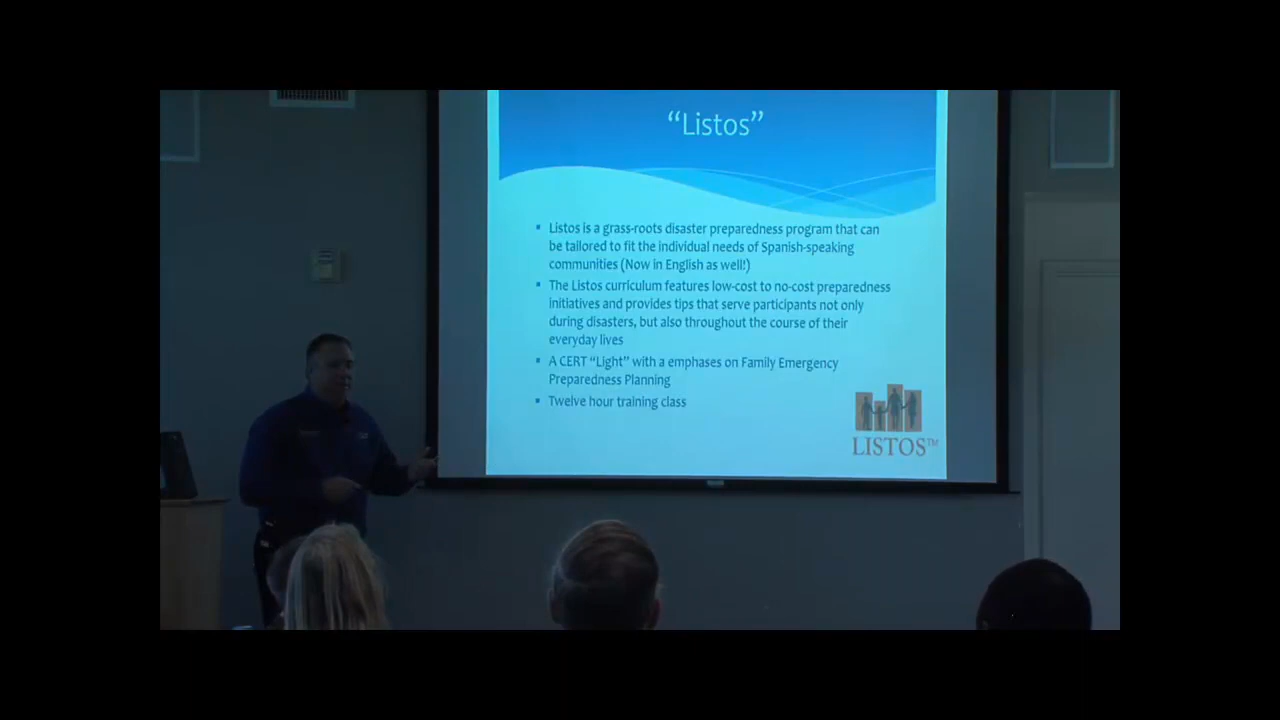 “Listos”
Listos is a grass-roots disaster preparedness program that can
be tailored to fit the individual needs of Spanish-speaking
communities (Now in English as well!)
The Listos curriculum features low-cost to no-cost preparedness
initiatives and provides tips that serve participants not only
during disasters, but also throughout the course of their
everyday lives
A CERT “Light” with a emphases on Family Emergency
Preparedness Planning
Twelve hour training class
LISTOS™